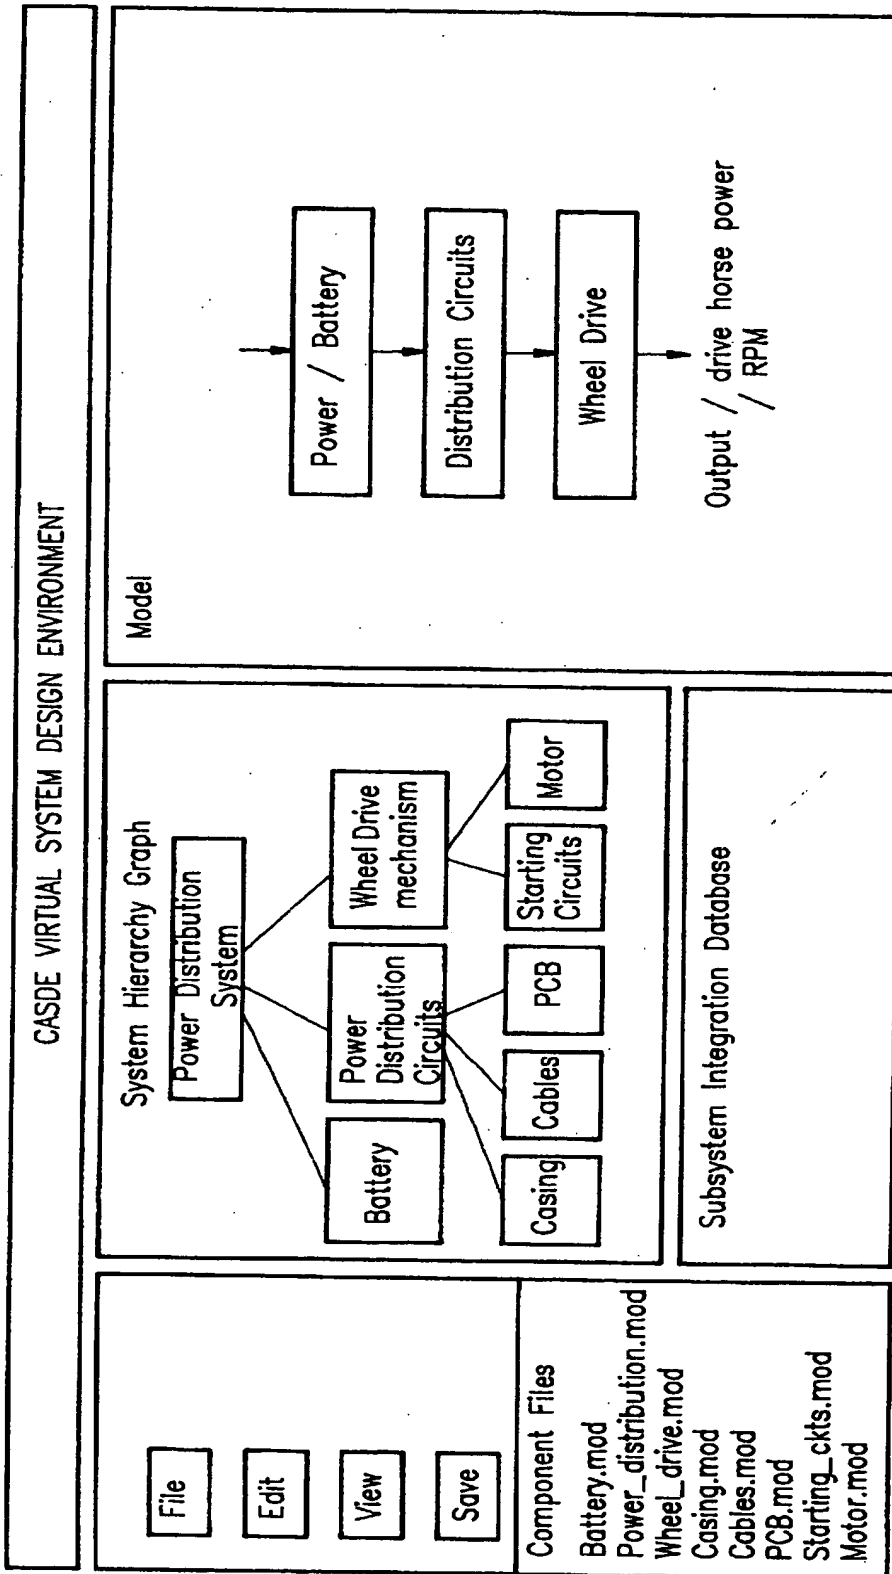 CASDE VIRTUAL SYSTEM DESIGN ENVIRONMENT
File
Edit
View
Save
Component Files
Battery.mod
Power_distribution.mod
Wheel_drive.mod
Casing.mod
Cables.mod
PCB.mod
Starting_ckts.mod
Motor.mod
System Hierarchy Graph
Power Distribution
System
Battery
Power
Distribution
Circuits
Wheel Drive
mechanism
Casing
Cables
PCB
Starting
Circuits
Motor
Subsystem Integration Database
Model
Power / Battery
Distribution Circuits
Wheel Drive
Output / drive horse power
/ RPM